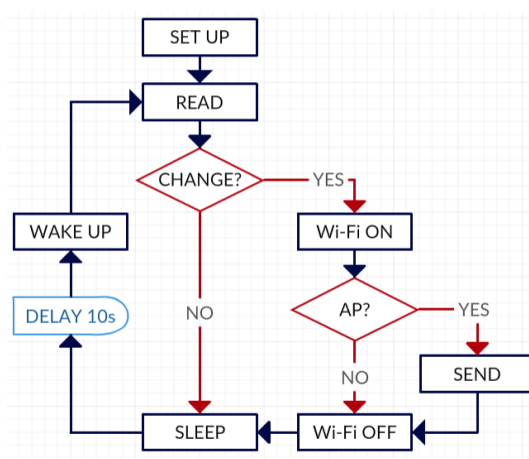 SET UP
READ
CHANGE?
YES
WAKE UP
Wi-Fi ON
DELAY 10s
NO
AP?
YES
NO
SEND
SLEEP
Wi-Fi OFF